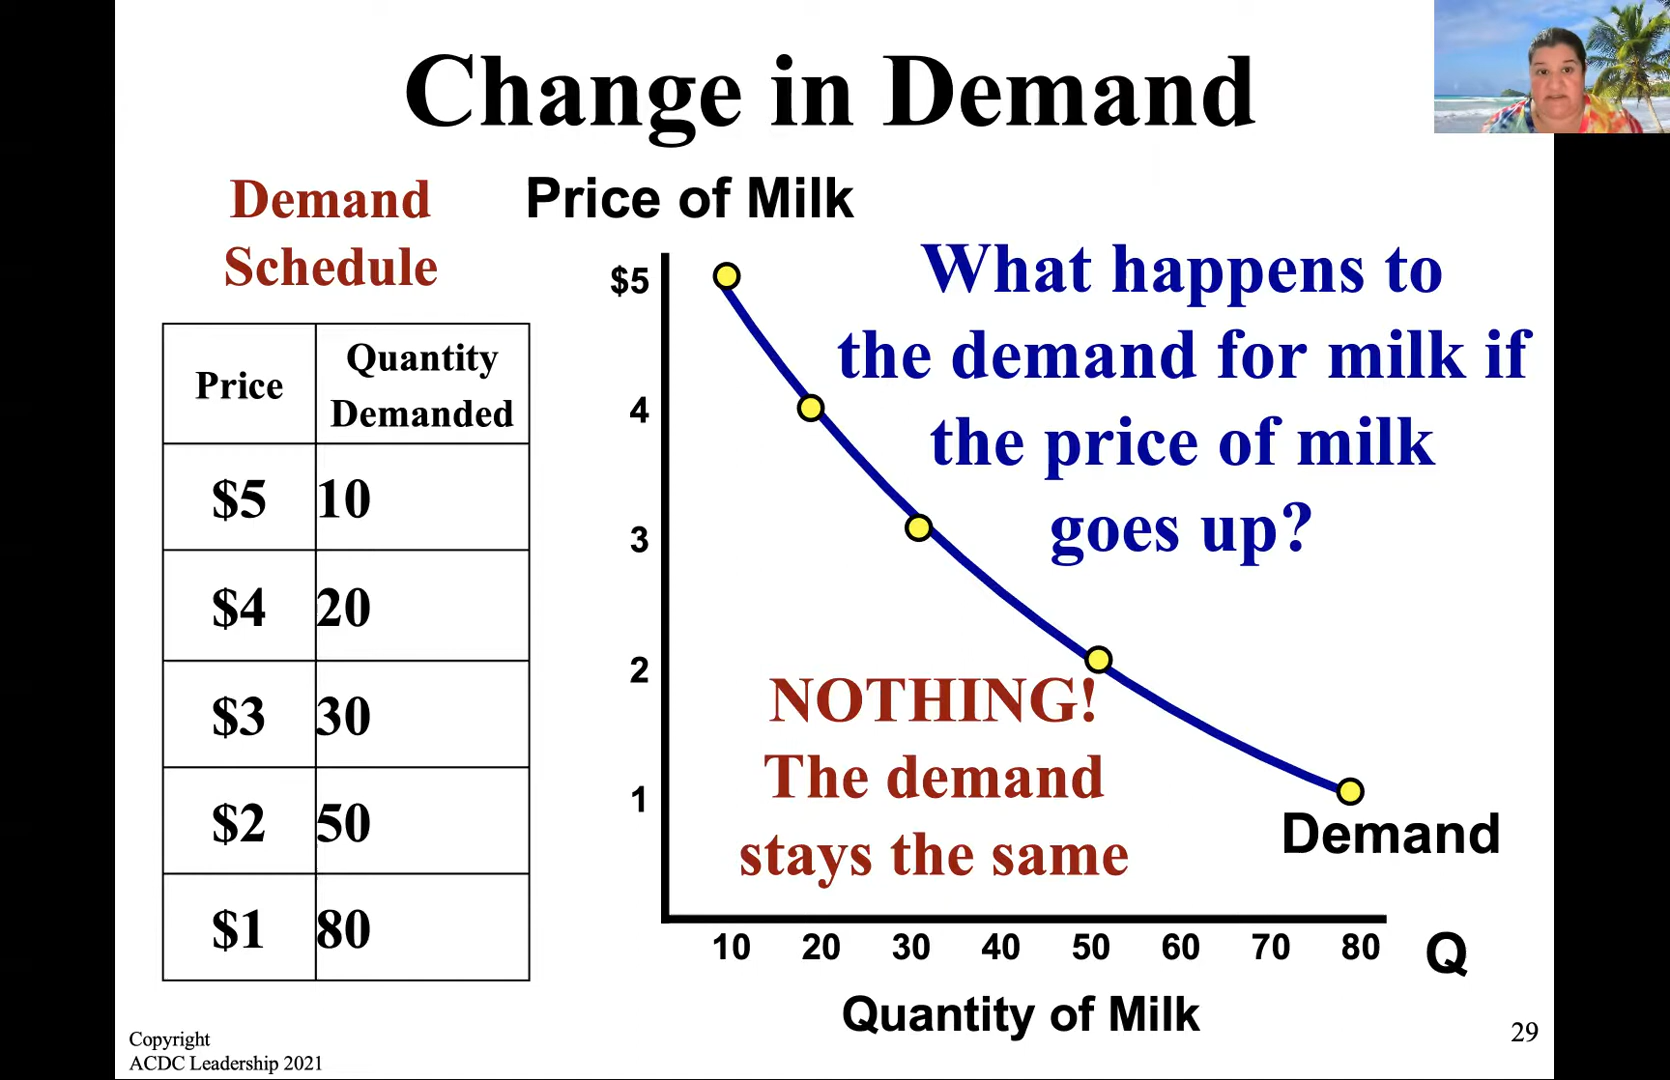 Change in Demand
Demand
Schedule
Price
Quantity
Demanded
$5 10
$4 20
$3 30
$2 50
$1 80
Price of Milk
$5
4
3
2
1
What happens to
the demand for milk if
the price of milk
goes up?
NOTHING!
The demand
stays the same
Demand
10 20 30 40 50 60 70 80 Q
Quantity of Milk
Copyright
ACDC Leadership 2021
29